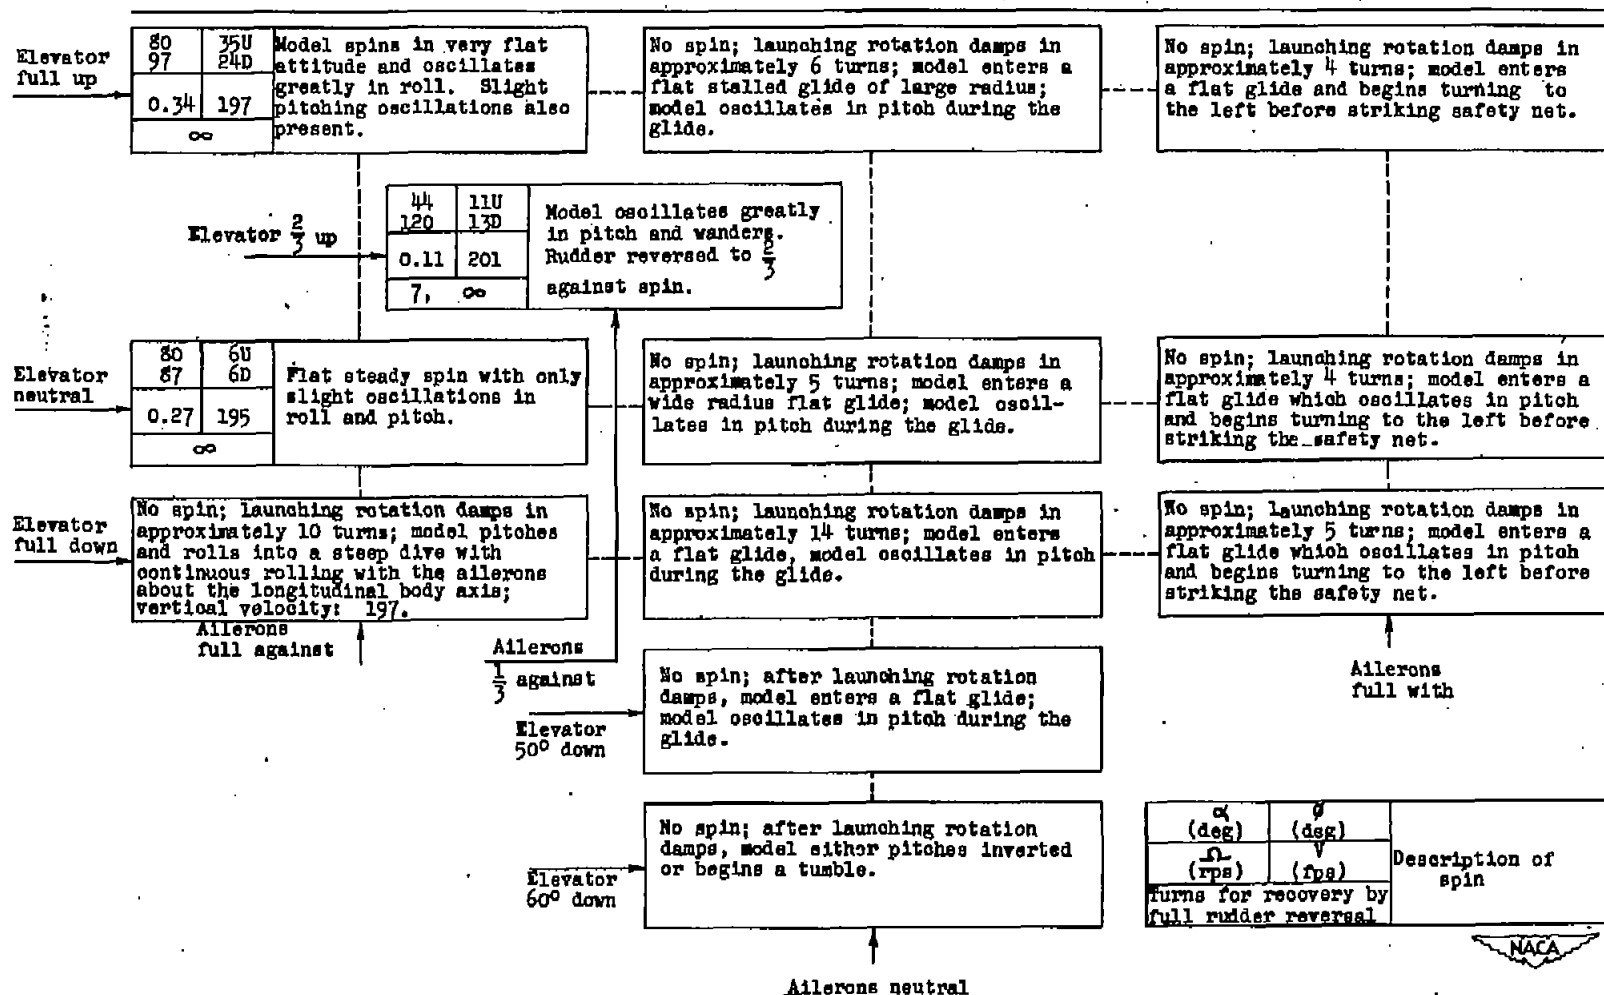 Elevator
full up
80 35U
97 24D
0.34 197
∞
Model spins in very flat
attitude and oscillates
greatly in roll. Slight
pitching oscillations also
present.
No spin; launching rotation damps in
approximately 6 turns; model enters a
flat stalled glide of large radius;
model oscillates in pitch during the
glide.
No spin; launching rotation damps in
approximately 4 turns; model enters
a flat glide and begins turning to
the left before striking safety net.
Elevator 2/3 up
44 11U
120 13D
0.11 201
7, ∞
Model oscillates greatly
in pitch and wanders.
Rudder reversed to 2/3
against spin.
Elevator
neutral
80 6U
87 6D
0.27 195
∞
Flat steady spin with only
slight oscillations in
roll and pitch.
No spin; launching rotation damps in
approximately 5 turns; model enters a
wide radius flat glide; model oscil-
lates in pitch during the glide.
No spin; launching rotation damps in
approximately 4 turns; model enters a
flat glide which oscillates in pitch
and begins turning to the left before
striking the safety net.
Elevator
full down
No spin; launching rotation damps in
approximately 10 turns; model pitches
and rolls into a steep dive with
continuous rolling with the ailerons
about the longitudinal body axis;
vertical velocity: 197.
No spin; launching rotation damps in
approximately 14 turns; model enters
a flat glide, model oscillates in pitch
during the glide.
No spin; launching rotation damps in
approximately 5 turns; model enters a
flat glide which oscillates in pitch
and begins turning to the left before
striking the safety net.
Ailerons
full against
Ailerons
1/3 against
Ailerons
full with
Elevator
50° down
No spin; after launching rotation
damps, model enters a flat glide;
model oscillates in pitch during the
glide.
Elevator
60° down
No spin; after launching rotation
damps, model either pitches inverted
or begins a tumble.
α ø
(deg) (deg)
Ω V
(rps) (fps)
Turns for recovery by
full rudder reversal
Description of
spin
NACA
Ailerons neutral